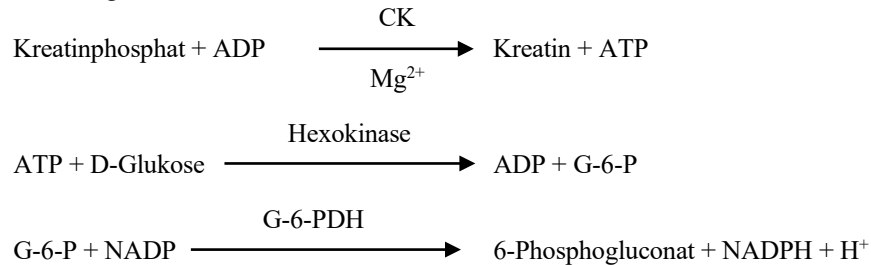 CK
Kreatinphosphat + ADP Kreatin + ATP
Mg²⁺
Hexokinase
ATP + D-Glukose ADP + G-6-P
G-6-PDH
G-6-P + NADP 6-Phosphogluconat + NADPH + H⁺